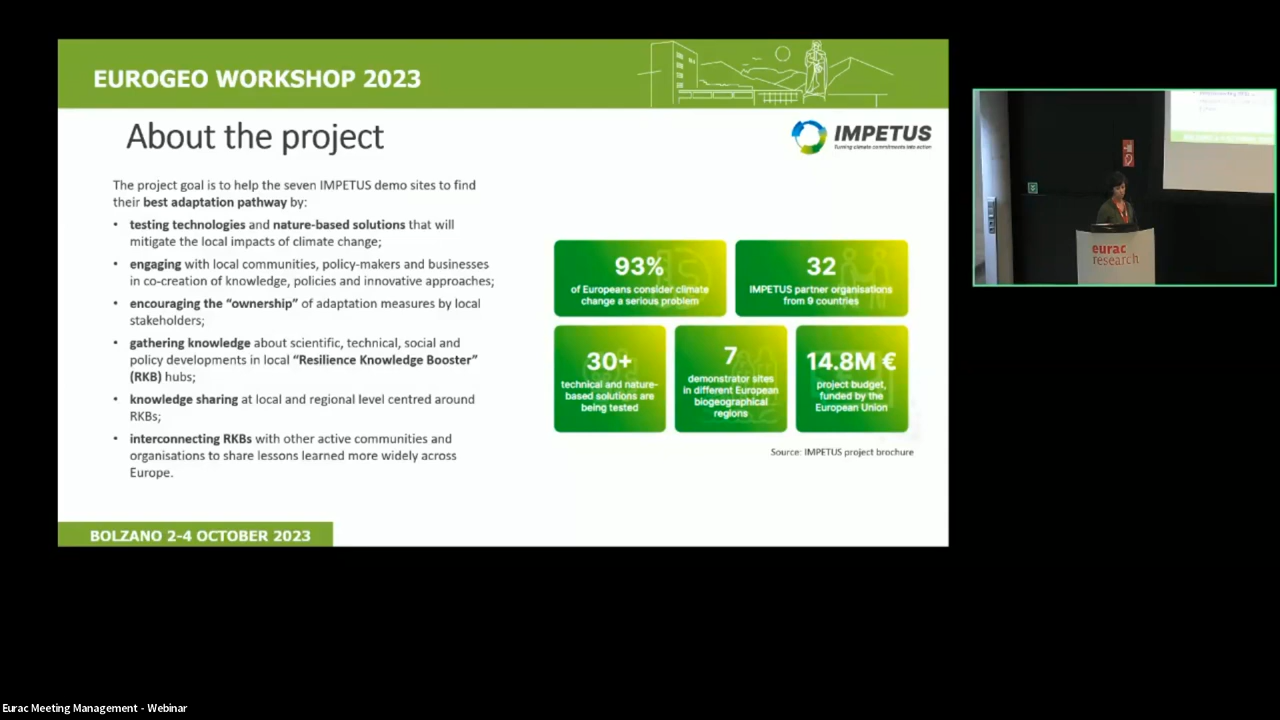 EUROGEO WORKSHOP 2023
About the project
IMPETUS
Turning climate commitments into action
The project goal is to help the seven IMPETUS demo sites to find
their best adaptation pathway by:
• testing technologies and nature-based solutions that will
mitigate the local impacts of climate change;
• engaging with local communities, policy-makers and businesses
in co-creation of knowledge, policies and innovative approaches;
• encouraging the “ownership” of adaptation measures by local
stakeholders;
• gathering knowledge about scientific, technical, social and
policy developments in local “Resilience Knowledge Booster”
(RKB) hubs;
• knowledge sharing at local and regional level centred around
RKBs;
• interconnecting RKBs with other active communities and
organisations to share lessons learned more widely across
Europe.
93%
of Europeans consider climate
change a serious problem
32
IMPETUS partner organisations
from 9 countries
30+
technical and nature-
based solutions are
being tested
7
demonstrator sites
in different European
biogeographical
regions
14.8M €
project budget,
funded by the
European Union
Source: IMPETUS project brochure
BOLZANO 2-4 OCTOBER 2023
eurac
research
Eurac Meeting Management - Webinar